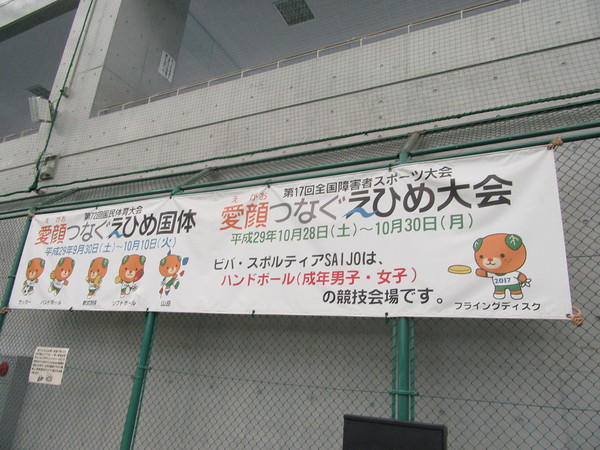 第72回国民体育大会
えがお
愛顔つなぐえひめ国体
平成29年9月30日(土)～10月10日(火)
サッカー ハンドボール 軟式野球 ソフトボール 山岳
第17回全国障害者スポーツ大会
えがお
愛顔つなぐえひめ大会
平成29年10月28日(土)～10月30日(月)
ビバ・スポルティアSAIJOは、
ハンドボール(成年男子・女子)
の競技会場です。
2017
フライングディスク